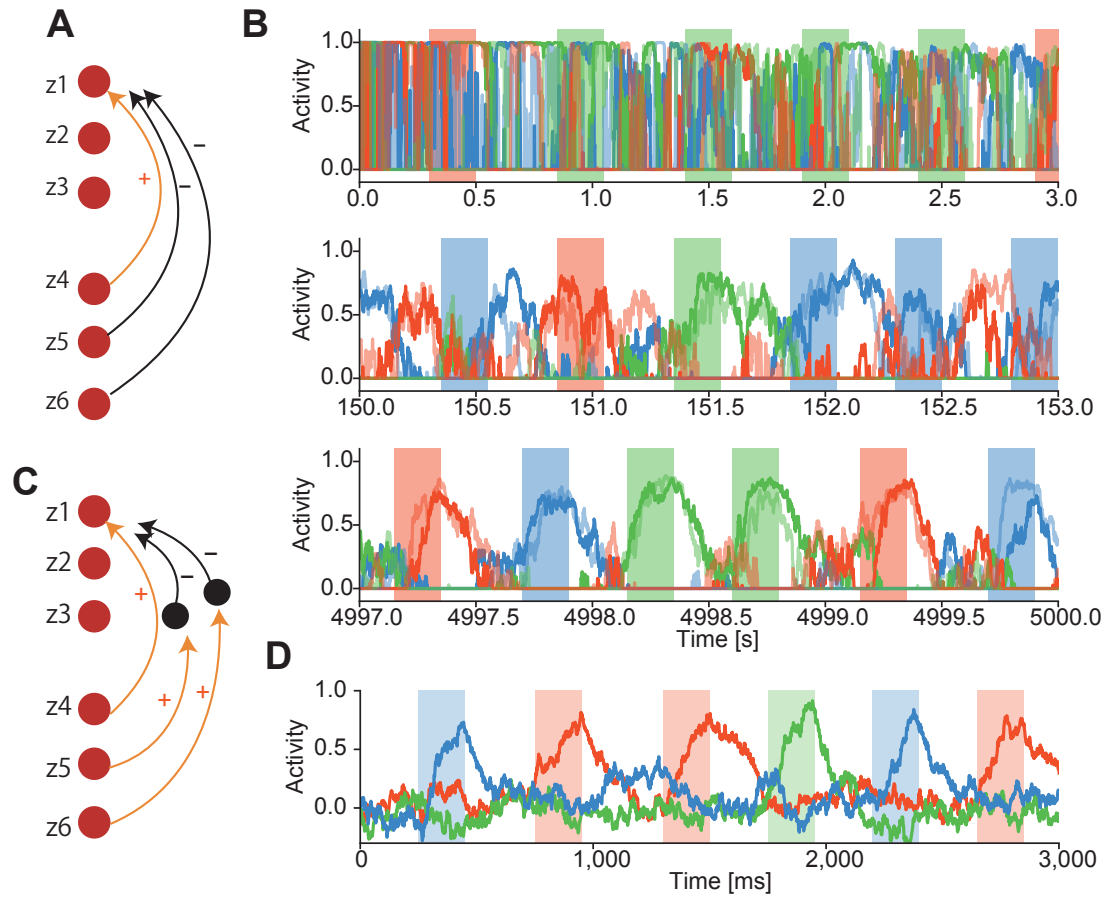 A
z1
z2
z3
z4
z5
z6
+
−
−
B
Activity
1.0
0.5
0.0
0.0 0.5 1.0 1.5 2.0 2.5 3.0
Activity
1.0
0.5
0.0
150.0 150.5 151.0 151.5 152.0 152.5 153.0
Activity
1.0
0.5
0.0
4997.0 4997.5 4998.0 4998.5 4999.0 4999.5 5000.0
Time [s]
C
z1
z2
z3
z4
z5
z6
+
−
−
+
+
D
Activity
1.0
0.5
0.0
0 1,000 2,000 3,000
Time [ms]